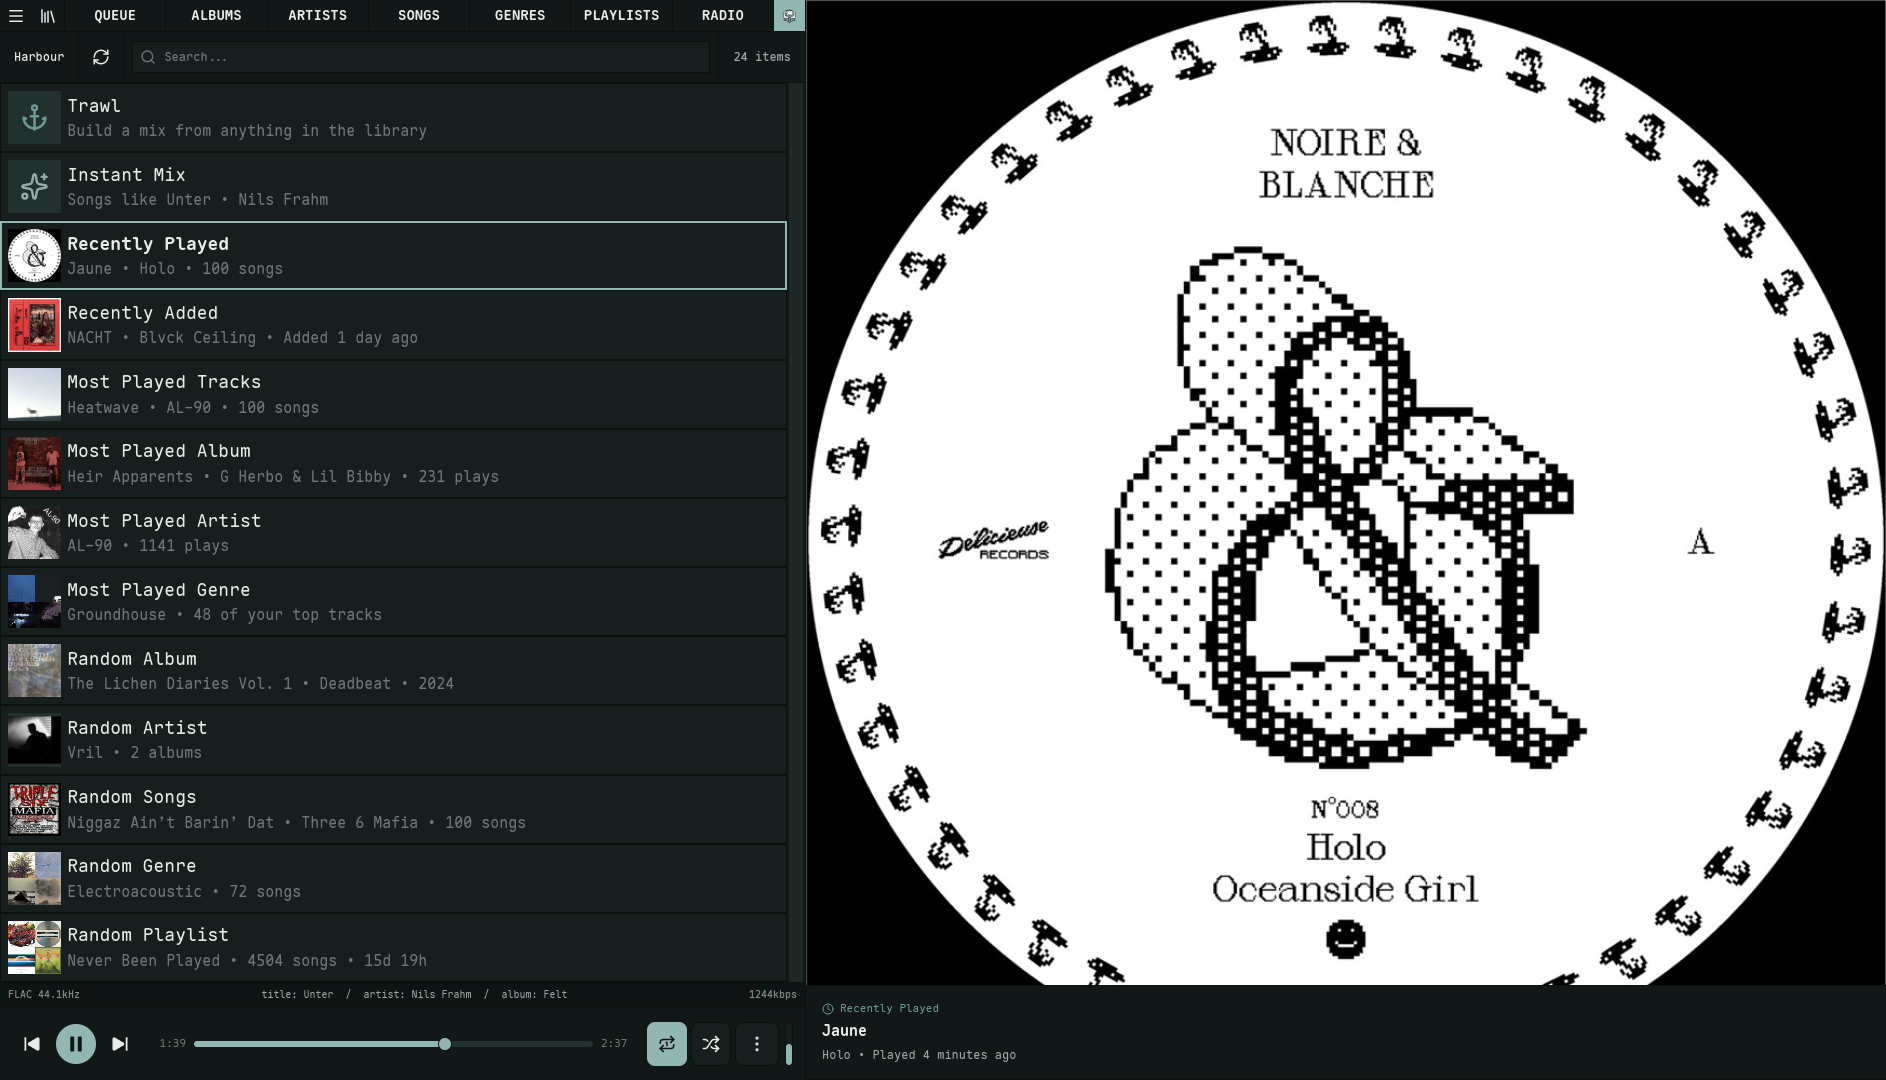 QUEUE ALBUMS ARTISTS SONGS GENRES PLAYLISTS RADIO
Harbour
Search...
24 items
Trawl
Build a mix from anything in the library
Instant Mix
Songs like Unter • Nils Frahm
Recently Played
Jaune • Holo • 100 songs
Recently Added
NACHT • Blvck Ceiling • Added 1 day ago
Most Played Tracks
Heatwave • AL-90 • 100 songs
Most Played Album
Heir Apparents • G Herbo & Lil Bibby • 231 plays
Most Played Artist
AL-90 • 1141 plays
Most Played Genre
Groundhouse • 48 of your top tracks
Random Album
The Lichen Diaries Vol. 1 • Deadbeat • 2024
Random Artist
Vril • 2 albums
TRIPLE
SIX
MAFIA
Random Songs
Niggaz Ain't Barin' Dat • Three 6 Mafia • 100 songs
Random Genre
Electroacoustic • 72 songs
Random Playlist
Never Been Played • 4504 songs • 15d 19h
FLAC 44.1kHz
title: Unter / artist: Nils Frahm / album: Felt
1244kbps
1:39
2:37
NOIRE &
BLANCHE
&
Délicieuse
RECORDS
A
N°008
Holo
Oceanside Girl
Recently Played
Jaune
Holo • Played 4 minutes ago